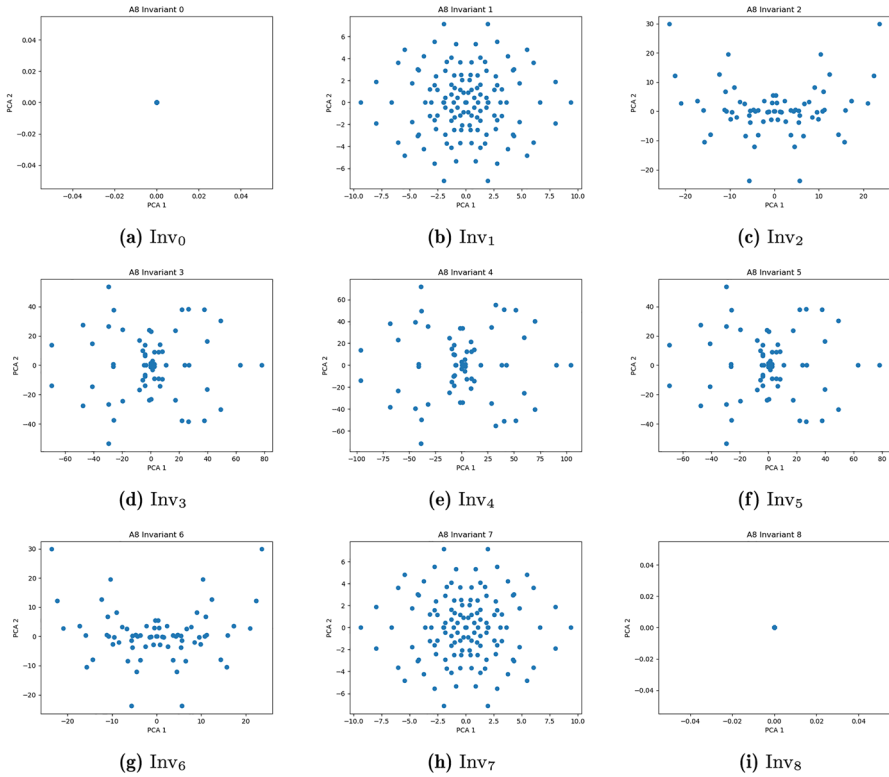 A8 Invariant 0
0.04
0.02
0.00
−0.02
−0.04
PCA 2
−0.04 −0.02 0.00 0.02 0.04
PCA 1
(a) Inv0
A8 Invariant 1
6
4
2
0
−2
−4
−6
PCA 2
−10.0 −7.5 −5.0 −2.5 0.0 2.5 5.0 7.5 10.0
PCA 1
(b) Inv1
A8 Invariant 2
30
20
10
0
−10
−20
PCA 2
−20 −10 0 10 20
PCA 1
(c) Inv2
A8 Invariant 3
40
20
0
−20
−40
PCA 2
−60 −40 −20 0 20 40 60 80
PCA 1
(d) Inv3
A8 Invariant 4
60
40
20
0
−20
−40
−60
PCA 2
−100 −75 −50 −25 0 25 50 75 100
PCA 1
(e) Inv4
A8 Invariant 5
40
20
0
−20
−40
PCA 2
−60 −40 −20 0 20 40 60 80
PCA 1
(f) Inv5
A8 Invariant 6
30
20
10
0
−10
−20
PCA 2
−20 −10 0 10 20
PCA 1
(g) Inv6
A8 Invariant 7
6
4
2
0
−2
−4
−6
PCA 2
−10.0 −7.5 −5.0 −2.5 0.0 2.5 5.0 7.5 10.0
PCA 1
(h) Inv7
A8 Invariant 8
0.04
0.02
0.00
−0.02
−0.04
PCA 2
−0.04 −0.02 0.00 0.02 0.04
PCA 1
(i) Inv8